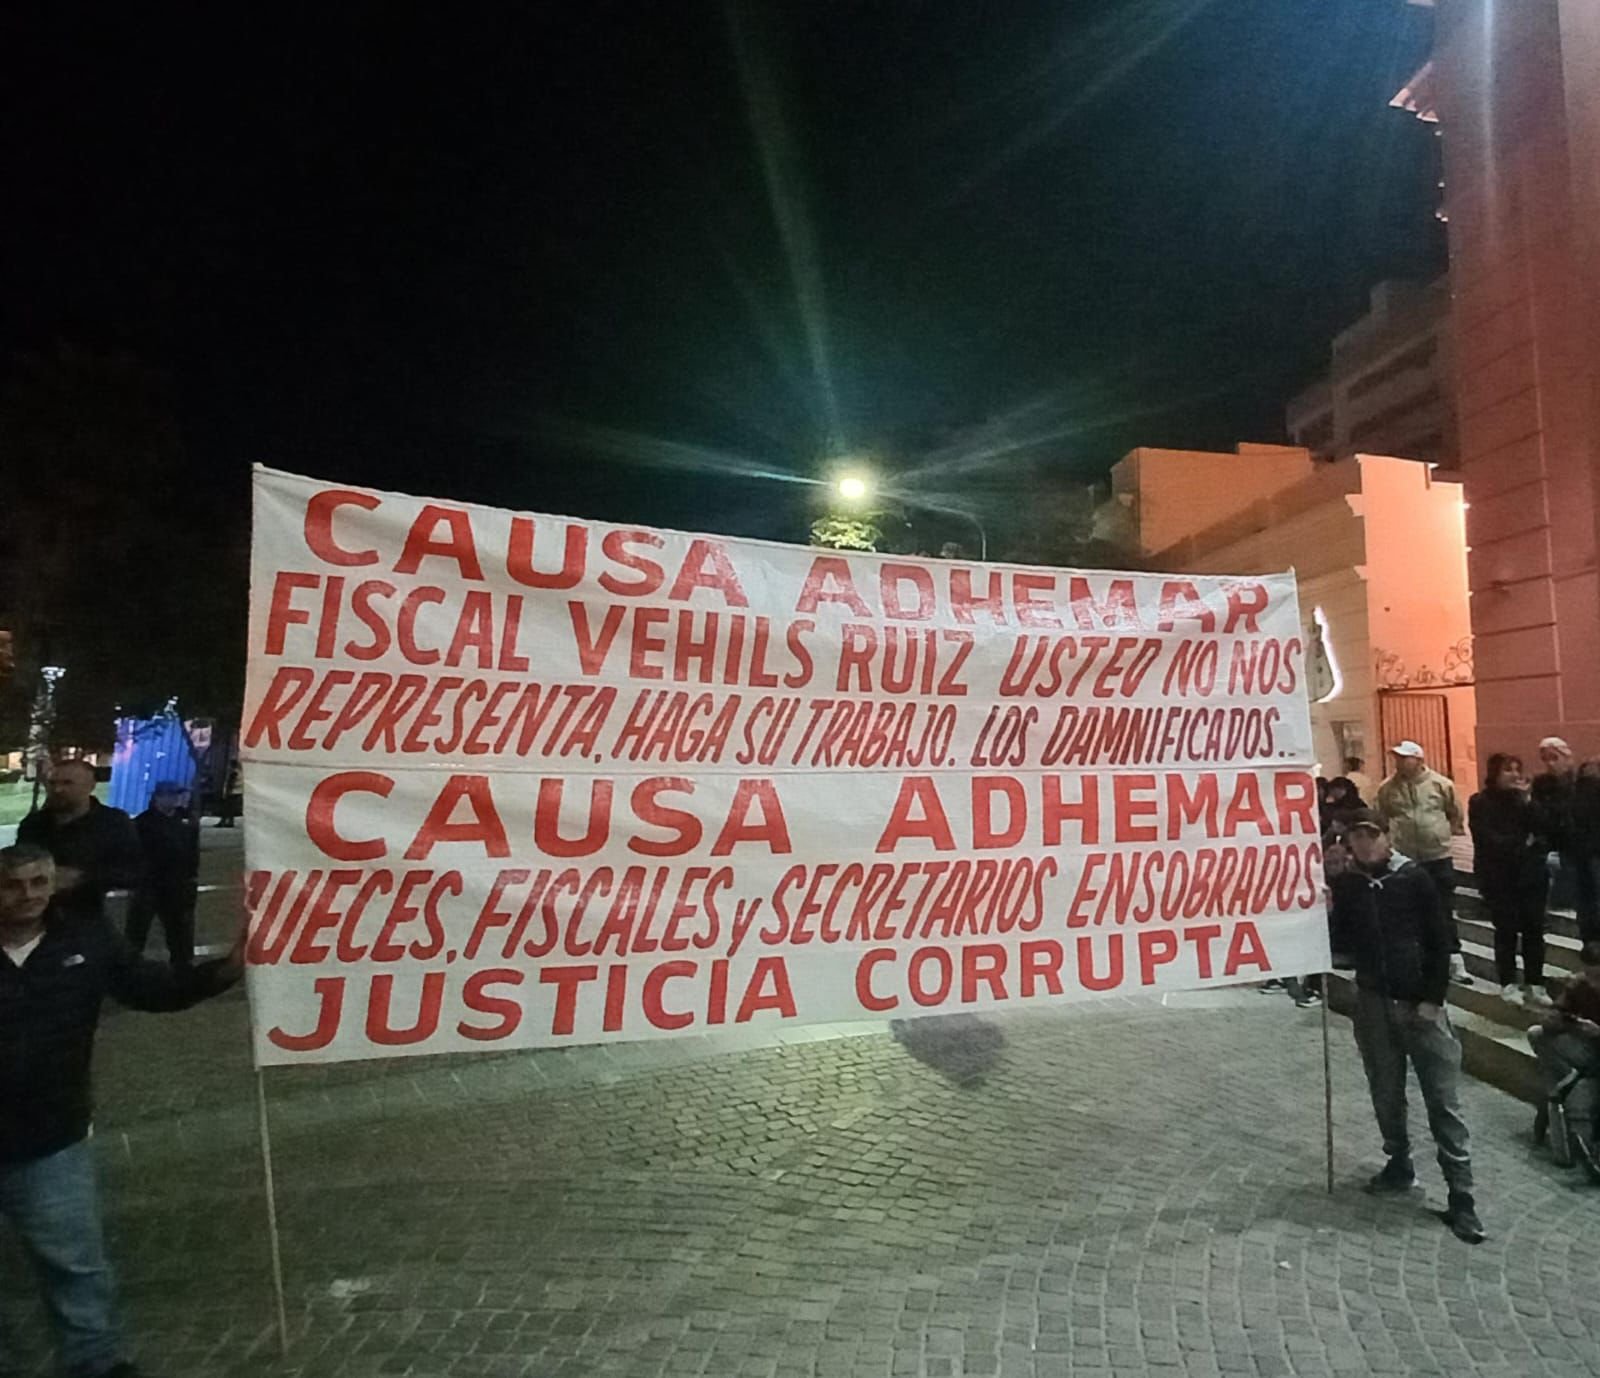 CAUSA ADHEMAR
FISCAL VEHILS RUIZ USTED NO NOS
REPRESENTA, HAGA SU TRABAJO. LOS DAMNIFICADOS..
CAUSA ADHEMAR
JUECES, FISCALES y SECRETARIOS ENSOBRADOS
JUSTICIA CORRUPTA